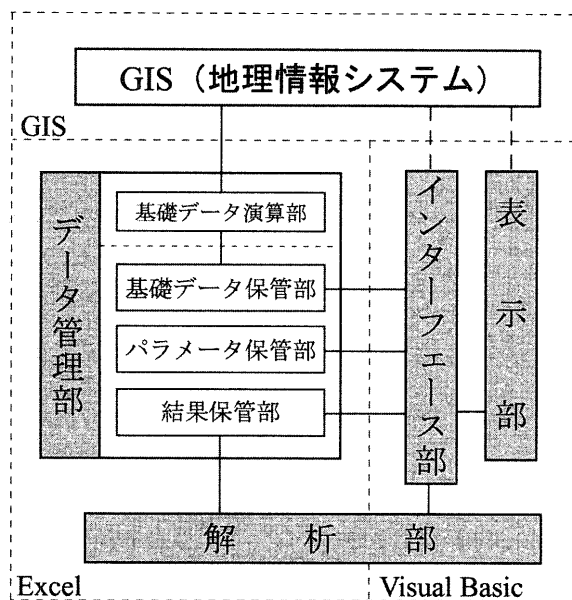 GIS（地理情報システム）
GIS
データ管理部
基礎データ演算部
基礎データ保管部
パラメータ保管部
結果保管部
インターフェース部
表示部
解析部
Excel
Visual Basic